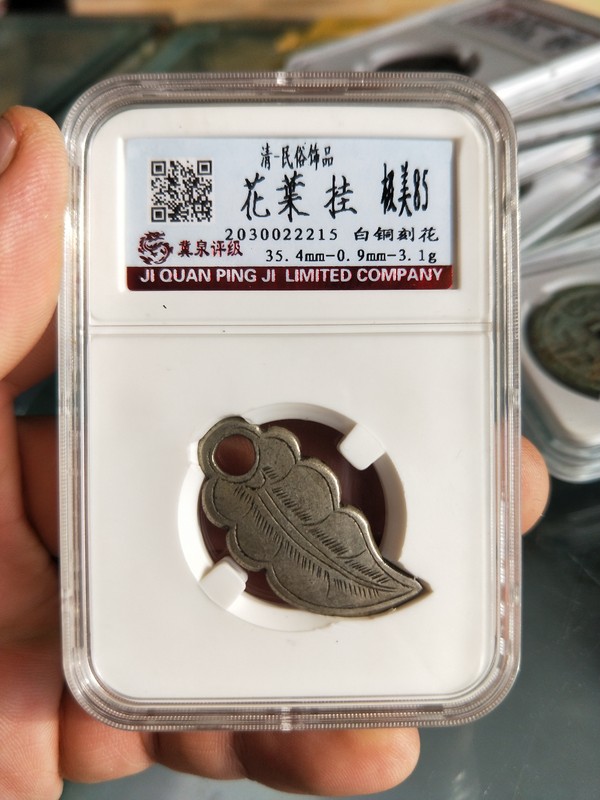 清-民俗饰品
花葉挂 极美85
2030022215 白铜刻花
冀泉评级 35.4mm-0.9mm-3.1g
JI QUAN PING JI LIMITED COMPANY